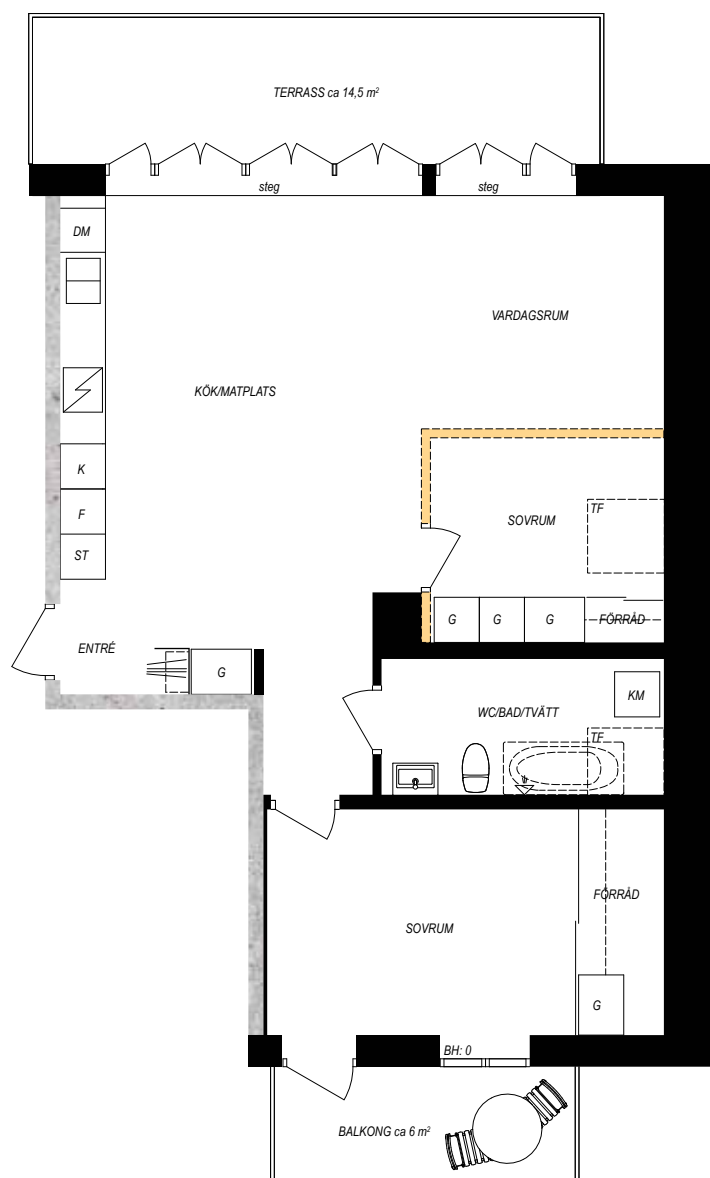 TERRASS ca 14,5 m²
steg
steg
DM
VARDAGSRUM
KÖK/MATPLATS
K
F
ST
SOVRUM
TF
G
G
G
FÖRRÅD
ENTRÉ
G
WC/BAD/TVÄTT
KM
TF
SOVRUM
FÖRRÅD
G
BH: 0
BALKONG ca 6 m²